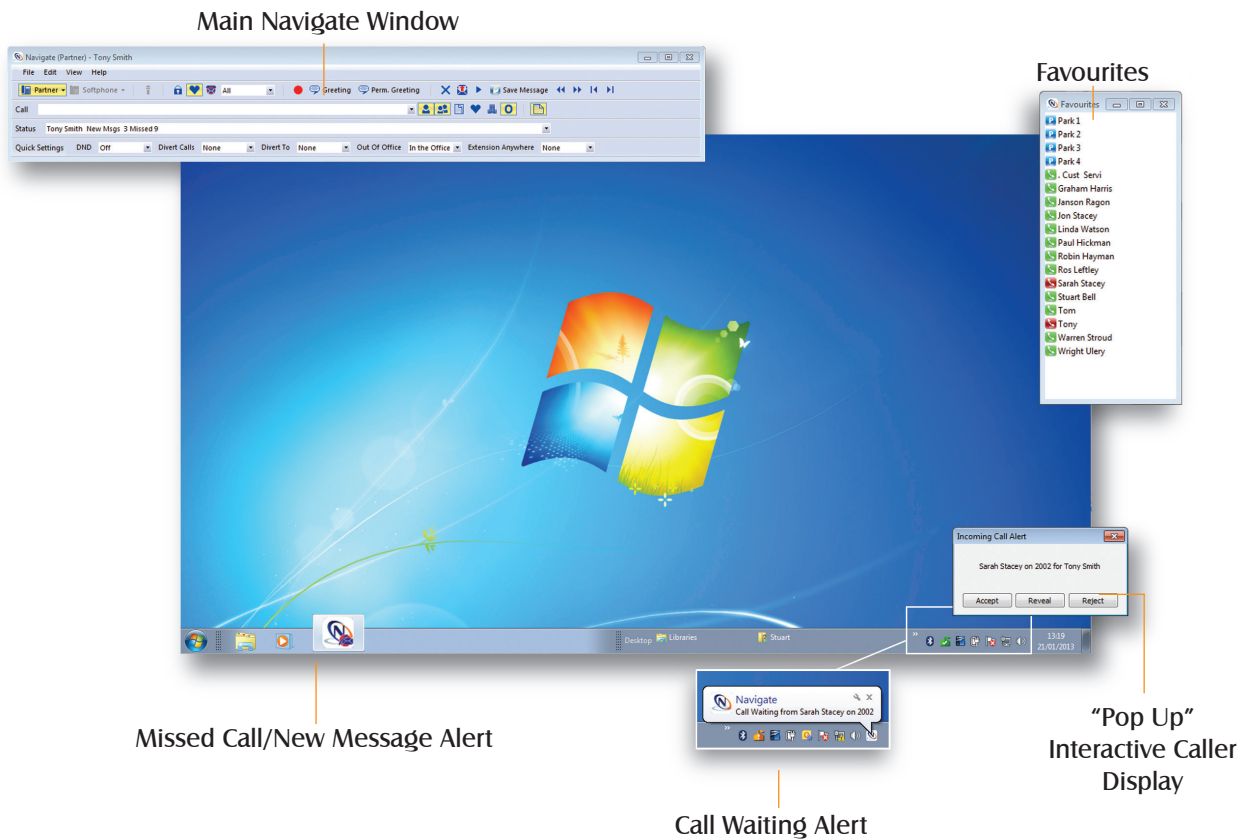 Main Navigate Window
Navigate (Partner) - Tony Smith
File Edit View Help
Partner Softphone All Greeting Perm. Greeting Save Message
Call
Status Tony Smith New Msgs 3 Missed 9
Quick Settings DND Off Divert Calls None Divert To None Out Of Office In the Office Extension Anywhere None
Favourites
Favourites
Park 1
Park 2
Park 3
Park 4
. Cust Servi
Graham Harris
Janson Ragon
Jon Stacey
Linda Watson
Paul Hickman
Robin Hayman
Ros Leftley
Sarah Stacey
Stuart Bell
Tom
Tony
Warren Stroud
Wright Ulery
Incoming Call Alert
Sarah Stacey on 2002 for Tony Smith
Accept Reveal Reject
Desktop Libraries Stuart
13:19
21/01/2013
Navigate
Call Waiting from Sarah Stacey on 2002
Missed Call/New Message Alert
"Pop Up"
Interactive Caller
Display
Call Waiting Alert